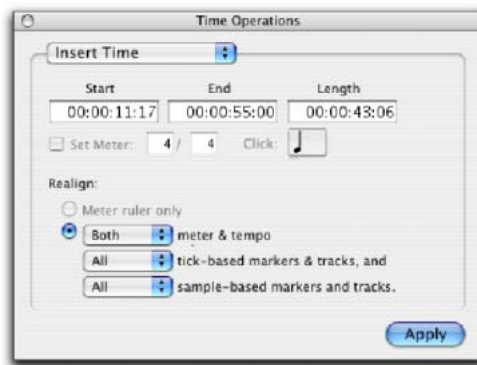 Time Operations
Insert Time
Start End Length
00:00:11:17 00:00:55:00 00:00:43:06
Set Meter: 4 / 4 Click:
Realign:
Meter ruler only
Both meter & tempo
All tick-based markers & tracks, and
All sample-based markers and tracks.
Apply